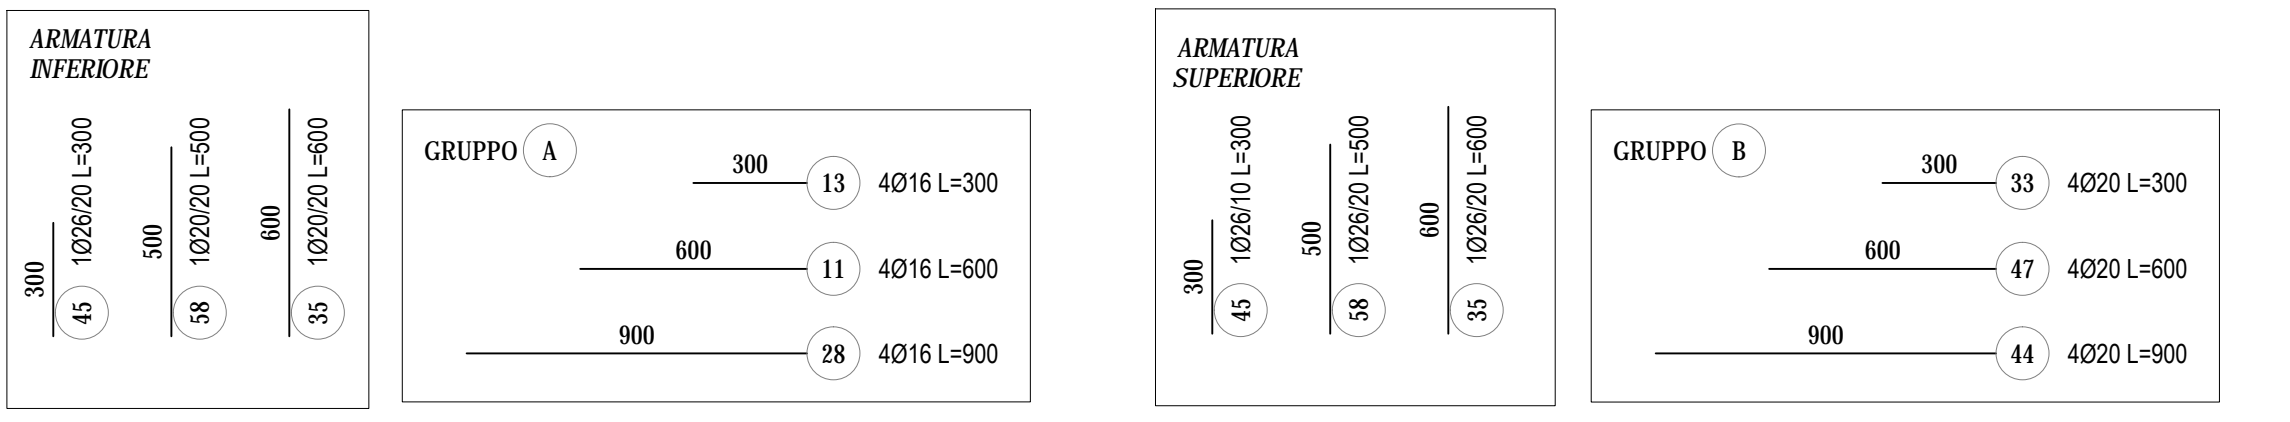 ARMATURA
INFERIORE
300
45
1Ø26/20 L=300
500
58
1Ø20/20 L=500
600
35
1Ø20/20 L=600
GRUPPO A
300
13 4Ø16 L=300
600
11 4Ø16 L=600
900
28 4Ø16 L=900
ARMATURA
SUPERIORE
300
45
1Ø26/10 L=300
500
58
1Ø26/20 L=500
600
35
1Ø26/20 L=600
GRUPPO B
300
33 4Ø20 L=300
600
47 4Ø20 L=600
900
44 4Ø20 L=900